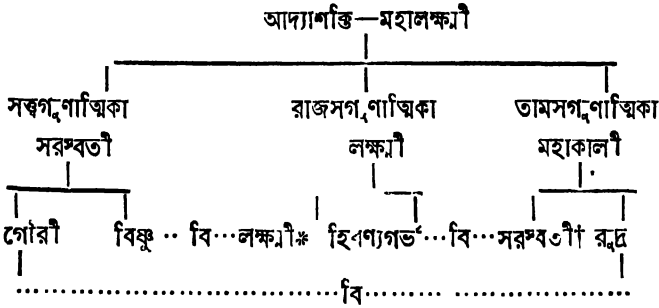 আদ্যাশক্তি—মহালক্ষ্মী
সত্ত্বগুণাত্মিকা রাজসগুণাত্মিকা তামসগুণাত্মিকা
সরস্বতী লক্ষ্মী মহাকালী
গৌরী বিষ্ণু ·· বি···লক্ষ্মী* হিরণ্যগর্ভ···বি···সরস্বতী† রুদ্র
···················বি···················